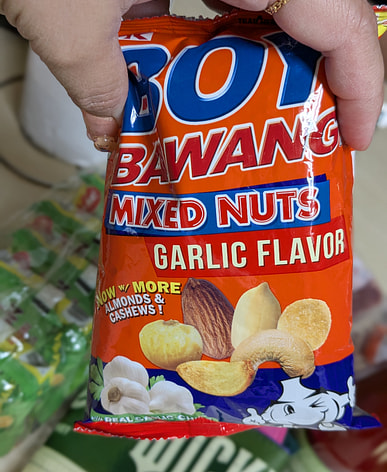 BOY
BAWANG
MIXED NUTS
GARLIC FLAVOR
NOW W/ MORE
ALMONDS &
CASHEWS !